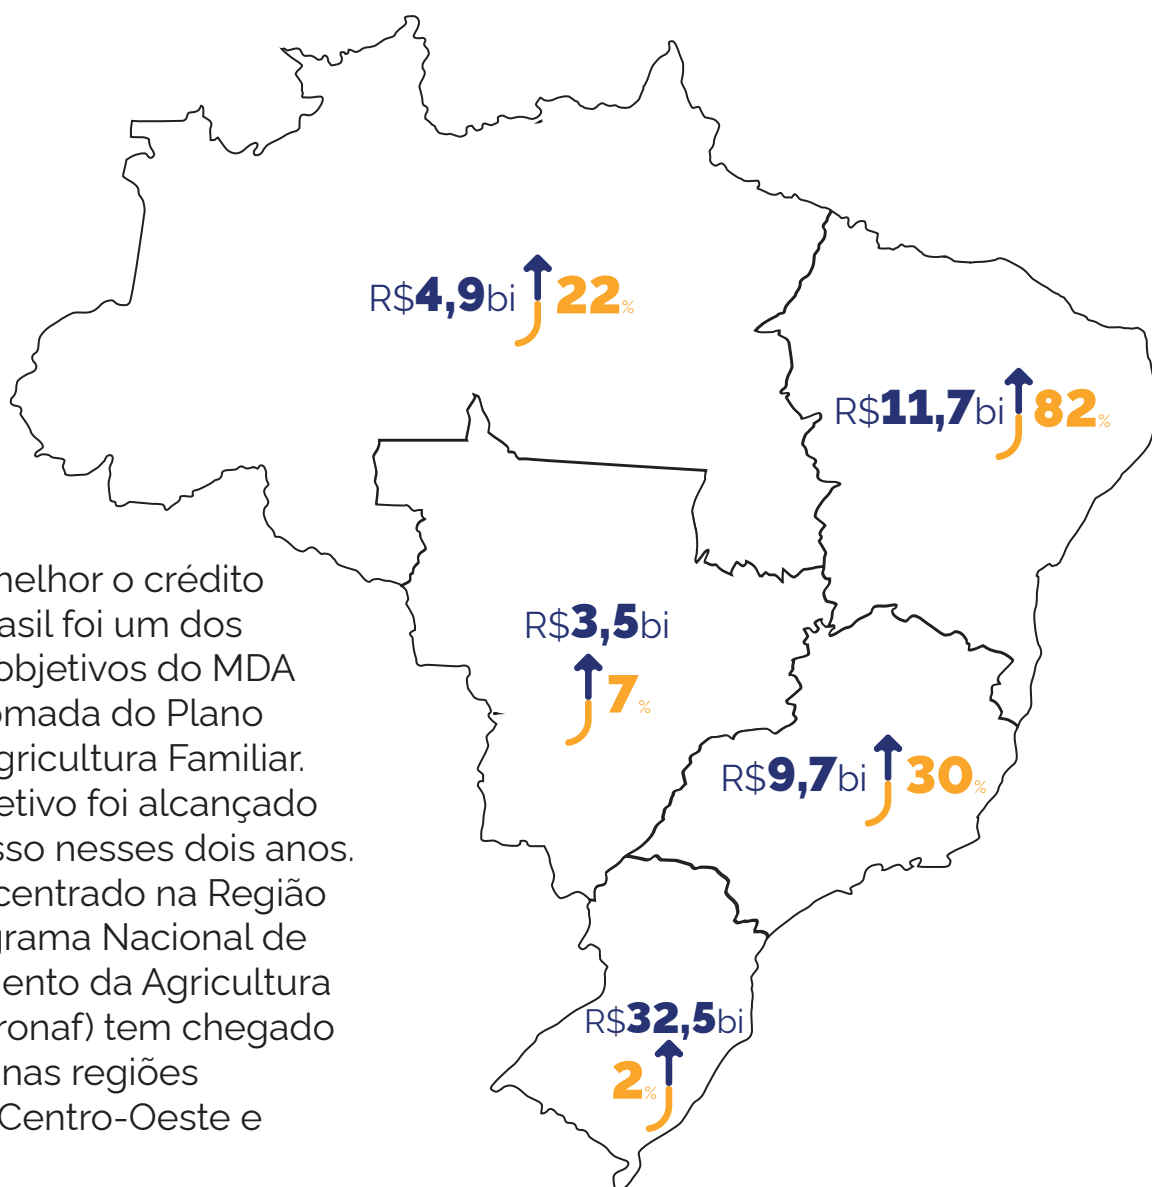 R$4,9bi 22%
R$11,7bi 82%
R$3,5bi
7%
R$9,7bi 30%
R$32,5bi
2%
melhor o crédito
asil foi um dos
objetivos do MDA
omada do Plano
gricultura Familiar.
etivo foi alcançado
sso nesses dois anos.
centrado na Região
grama Nacional de
ento da Agricultura
ronaf) tem chegado
nas regiões
Centro-Oeste e